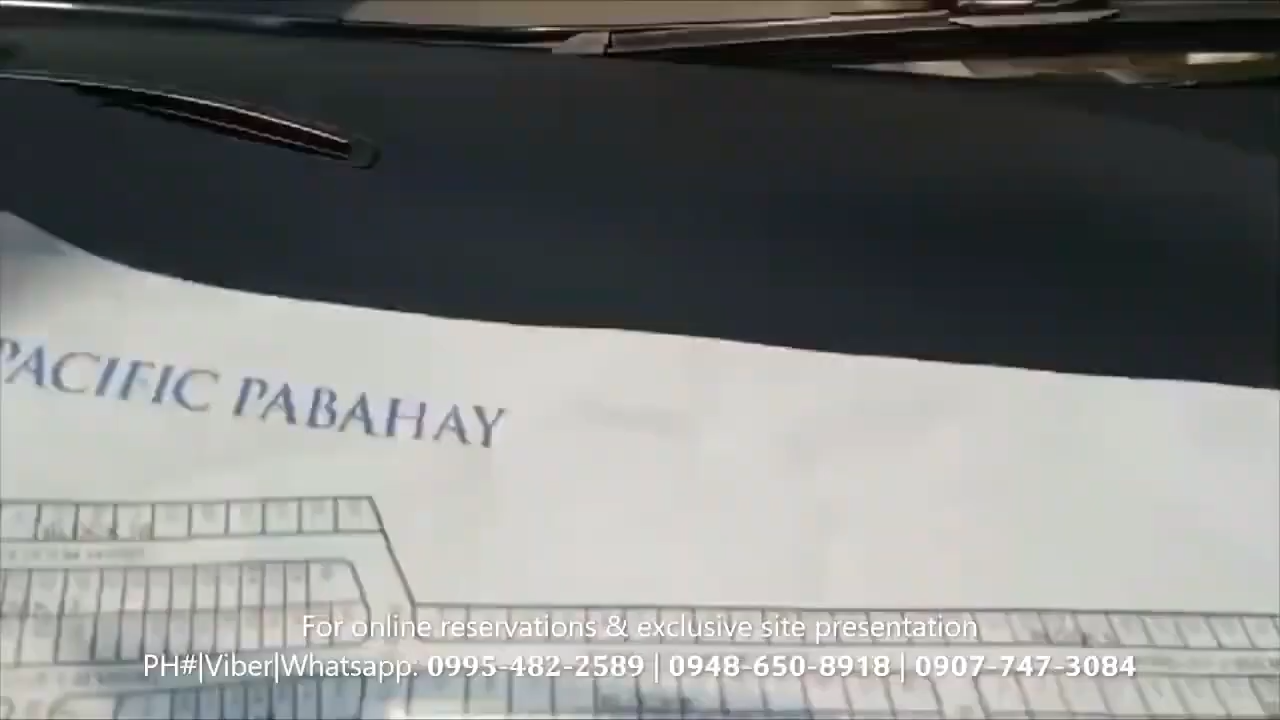 PACIFIC PABAHAY
For online reservations & exclusive site presentation
PH#|Viber|Whatsapp: 0995-482-2589 | 0948-650-8918 | 0907-747-3084